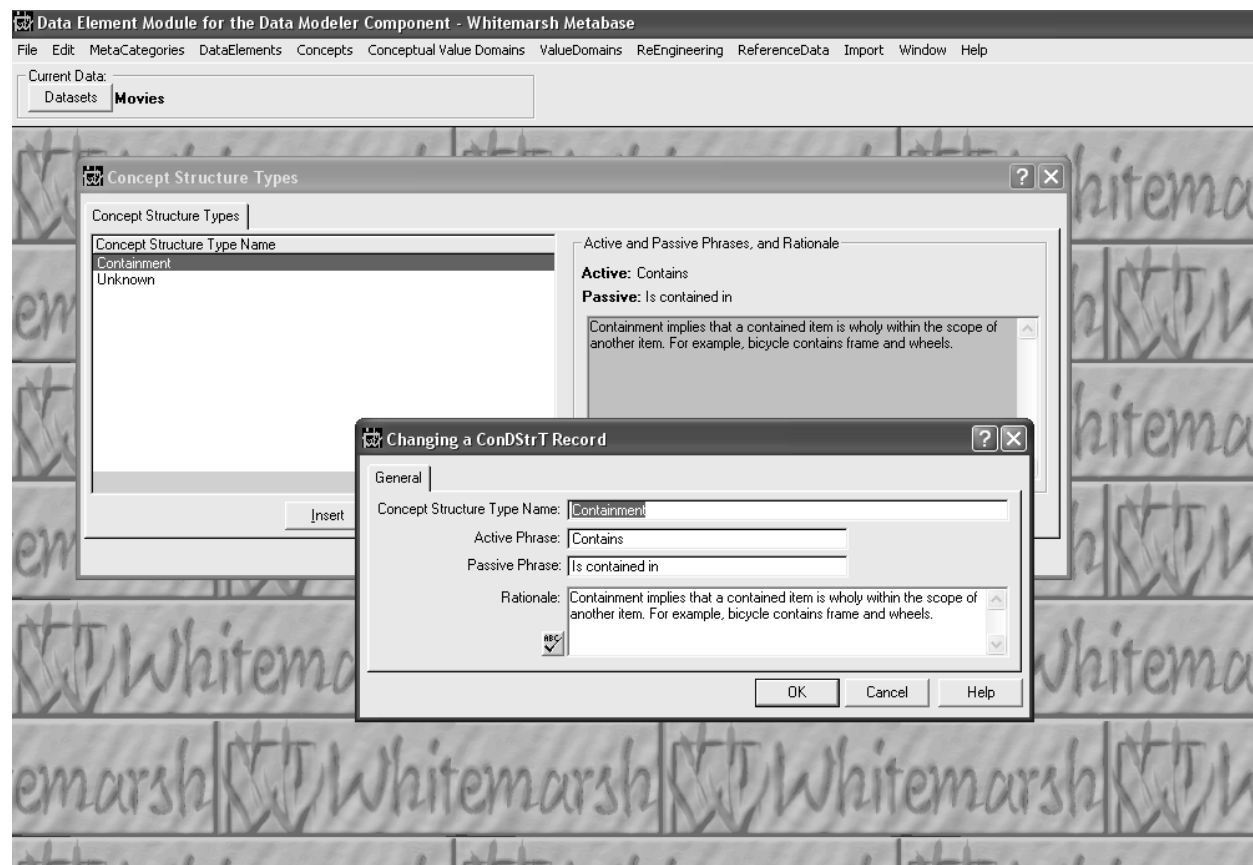 Data Element Module for the Data Modeler Component - Whitemarsh Metabase
File Edit MetaCategories DataElements Concepts Conceptual Value Domains ValueDomains ReEngineering ReferenceData Import Window Help
Current Data:
Datasets Movies
Concept Structure Types
Concept Structure Types
Concept Structure Type Name
Containment
Unknown
Active and Passive Phrases, and Rationale
Active: Contains
Passive: Is contained in
Containment implies that a contained item is wholy within the scope of
another item. For example, bicycle contains frame and wheels.
Insert
Changing a ConDStrT Record
General
Concept Structure Type Name: Containment
Active Phrase: Contains
Passive Phrase: Is contained in
Rationale: Containment implies that a contained item is wholy within the scope of
another item. For example, bicycle contains frame and wheels.
ABC
OK Cancel Help
Whitemarsh